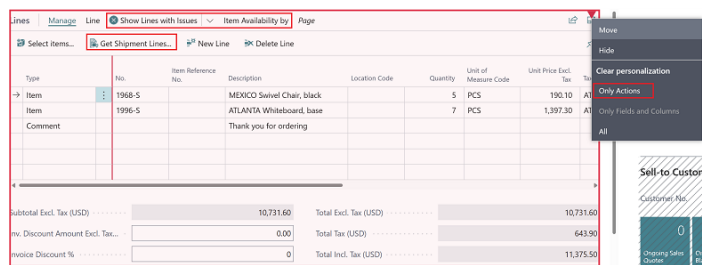 Lines Manage Line Show Lines with Issues Item Availability by Page
Move
Select items... Get Shipment Lines... New Line Delete Line
Hide
Clear personalization
Type No. Item Reference No. Description Location Code Quantity Unit of Measure Code Unit Price Excl. Tax
Only Actions
Item 1968-S MEXICO Swivel Chair, black 5 PCS 190.10
Only Fields and Columns
Item 1996-S ATLANTA Whiteboard, base 7 PCS 1,397.30
Comment Thank you for ordering
All
Sell-to Custom
Customer No.
Subtotal Excl. Tax (USD) 10,731.60 Total Excl. Tax (USD) 10,731.60
Inv. Discount Amount Excl. Tax... 0.00 Total Tax (USD) 643.90
0
Invoice Discount % 0 Total Incl. Tax (USD) 11,375.50
Ongoing Sales Quotes